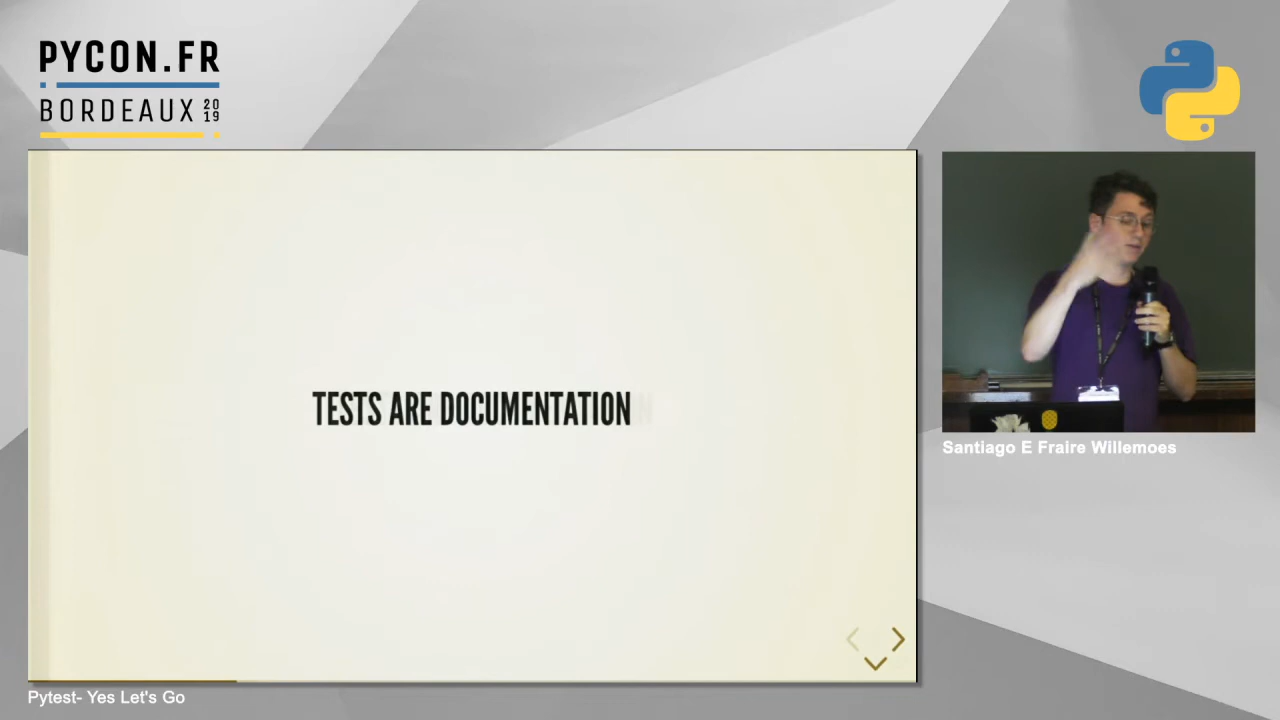 PYCON.FR
BORDEAUX 2019
TESTS ARE DOCUMENTATION
Santiago E Fraire Willemoes
Pytest- Yes Let's Go